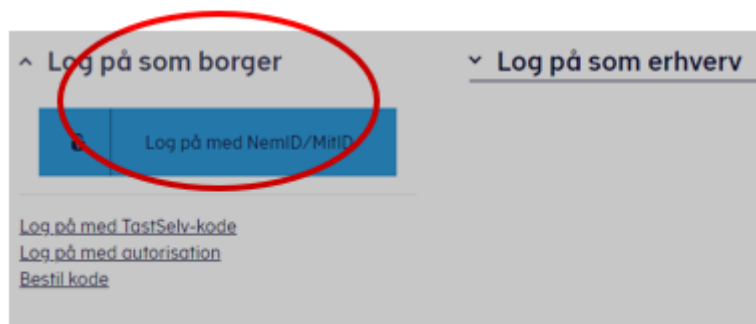 Log på som borger
Log på som erhverv
Log på med NemID/MitID
Log på med TastSelv-kode
Log på med autorisation
Bestil kode